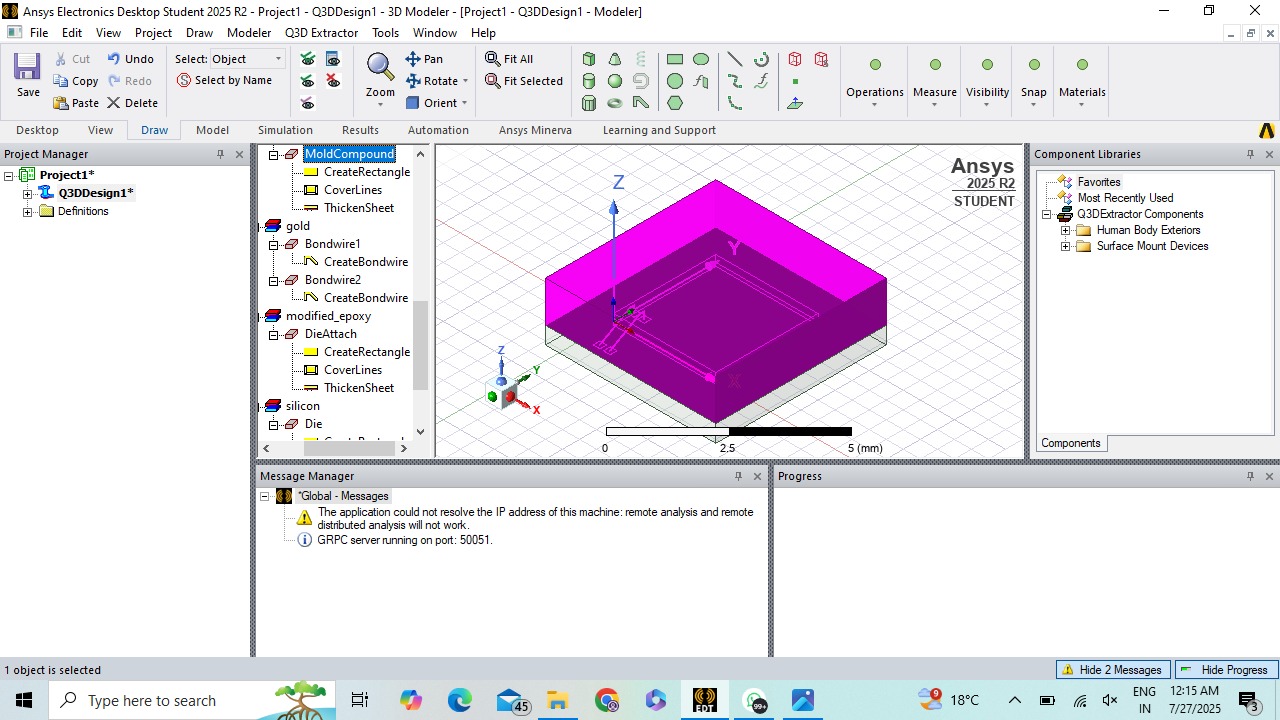 Ansys Electronics Desktop Student 2025 R2 - Project1 - Q3DDesign1 - 3D Modeler - [Project1 - Q3DDesign1 - Modeler]
File Edit View Project Draw Modeler Q3D Extractor Tools Window Help
Save
Cut
Copy
Paste
Undo
Redo
Delete
Select: Object
Select by Name
Zoom
Pan
Rotate
Orient
Fit All
Fit Selected
Operations
Measure
Visibility
Snap
Materials
Desktop View Draw Model Simulation Results Automation Ansys Minerva Learning and Support
Project Manager
Project1*
Q3DDesign1*
Definitions
MoldCompound
CreateRectangle
CoverLines
ThickenSheet
gold
Bondwire1
CreateBondwire
Bondwire2
CreateBondwire
modified_epoxy
DieAttach
CreateRectangle
CoverLines
ThickenSheet
silicon
Die
Ansys
2025 R2
STUDENT
Z
Y
X
Z
Y
X
0 2.5 5 (mm)
Component Libraries
Favorites
Most Recently Used
Q3DExtractor Components
Human Body Exteriors
Surface Mount Devices
Components
Message Manager
*Global - Messages
The application could not resolve the IP address of this machine: remote analysis and remote
distributed analysis will not work.
GRPC server running on port: 50051.
Progress
1 object is selected
Hide 2 Messages
Hide Progress
Type here to search
45
EDT
99+
9
18°C
ENG
IN
12:15 AM
7/27/2025
3